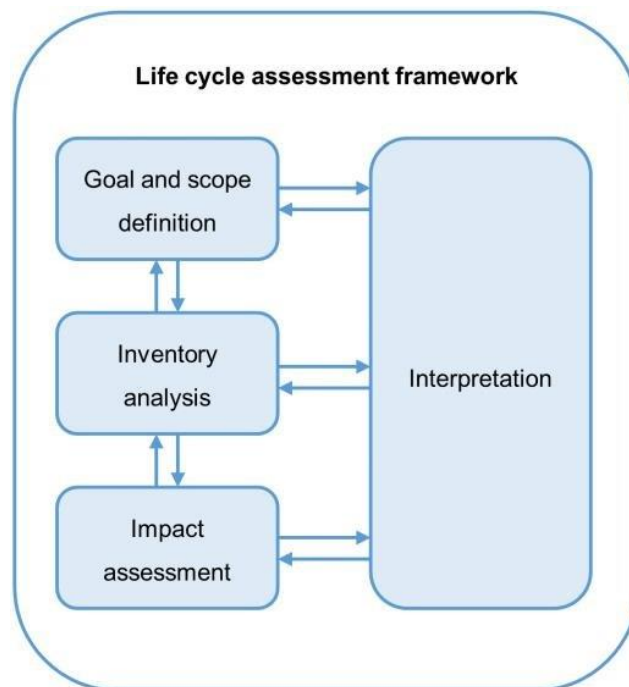 Life cycle assessment framework
Goal and scope
definition
Inventory
analysis
Interpretation
Impact
assessment